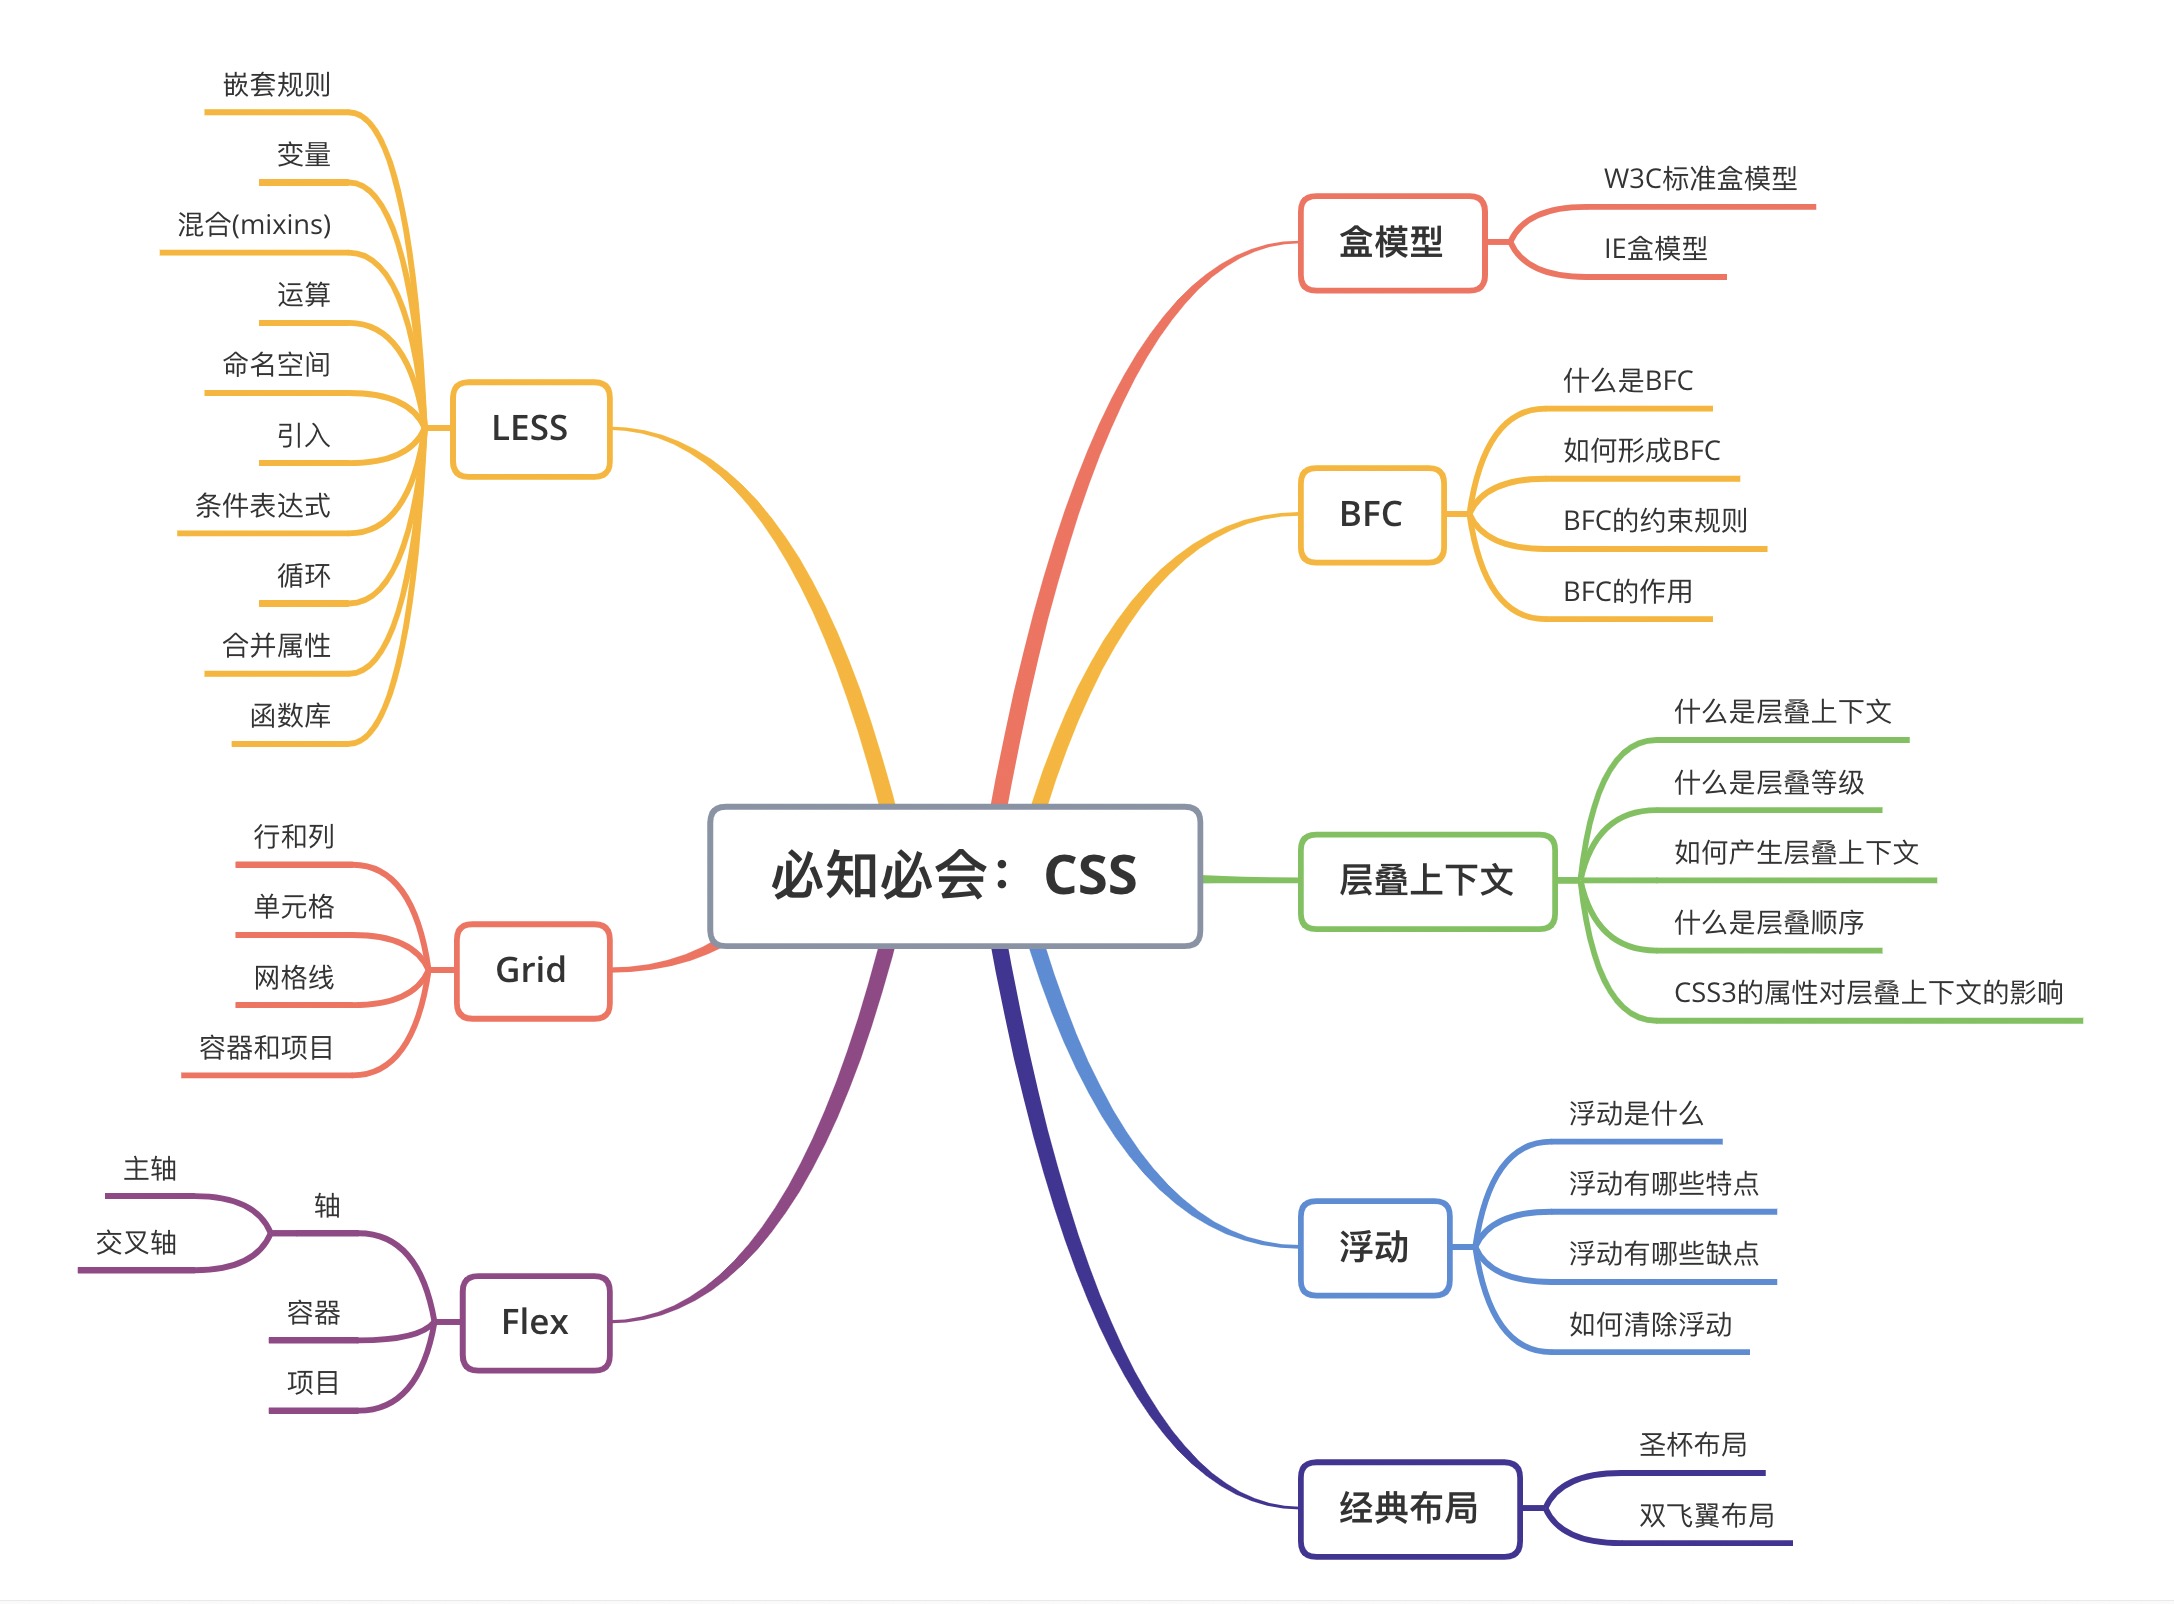 必知必会：CSS
盒模型
W3C标准盒模型
IE盒模型
BFC
什么是BFC
如何形成BFC
BFC的约束规则
BFC的作用
层叠上下文
什么是层叠上下文
什么是层叠等级
如何产生层叠上下文
什么是层叠顺序
CSS3的属性对层叠上下文的影响
浮动
浮动是什么
浮动有哪些特点
浮动有哪些缺点
如何清除浮动
经典布局
圣杯布局
双飞翼布局
LESS
嵌套规则
变量
混合(mixins)
运算
命名空间
引入
条件表达式
循环
合并属性
函数库
Grid
行和列
单元格
网格线
容器和项目
Flex
轴
主轴
交叉轴
容器
项目